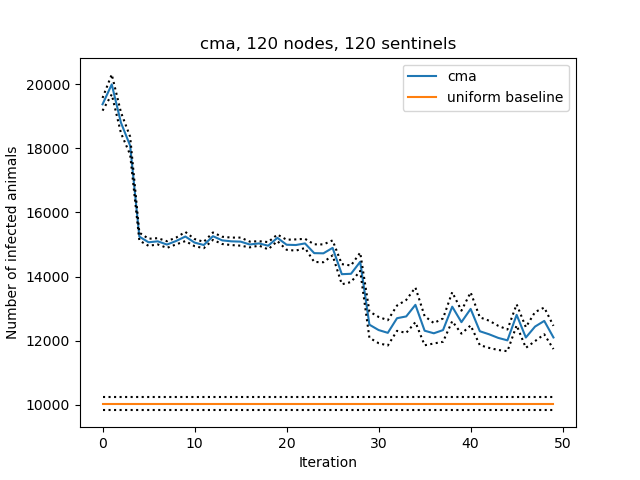 cma, 120 nodes, 120 sentinels
cma
uniform baseline
Number of infected animals
20000
18000
16000
14000
12000
10000
0 10 20 30 40 50
Iteration